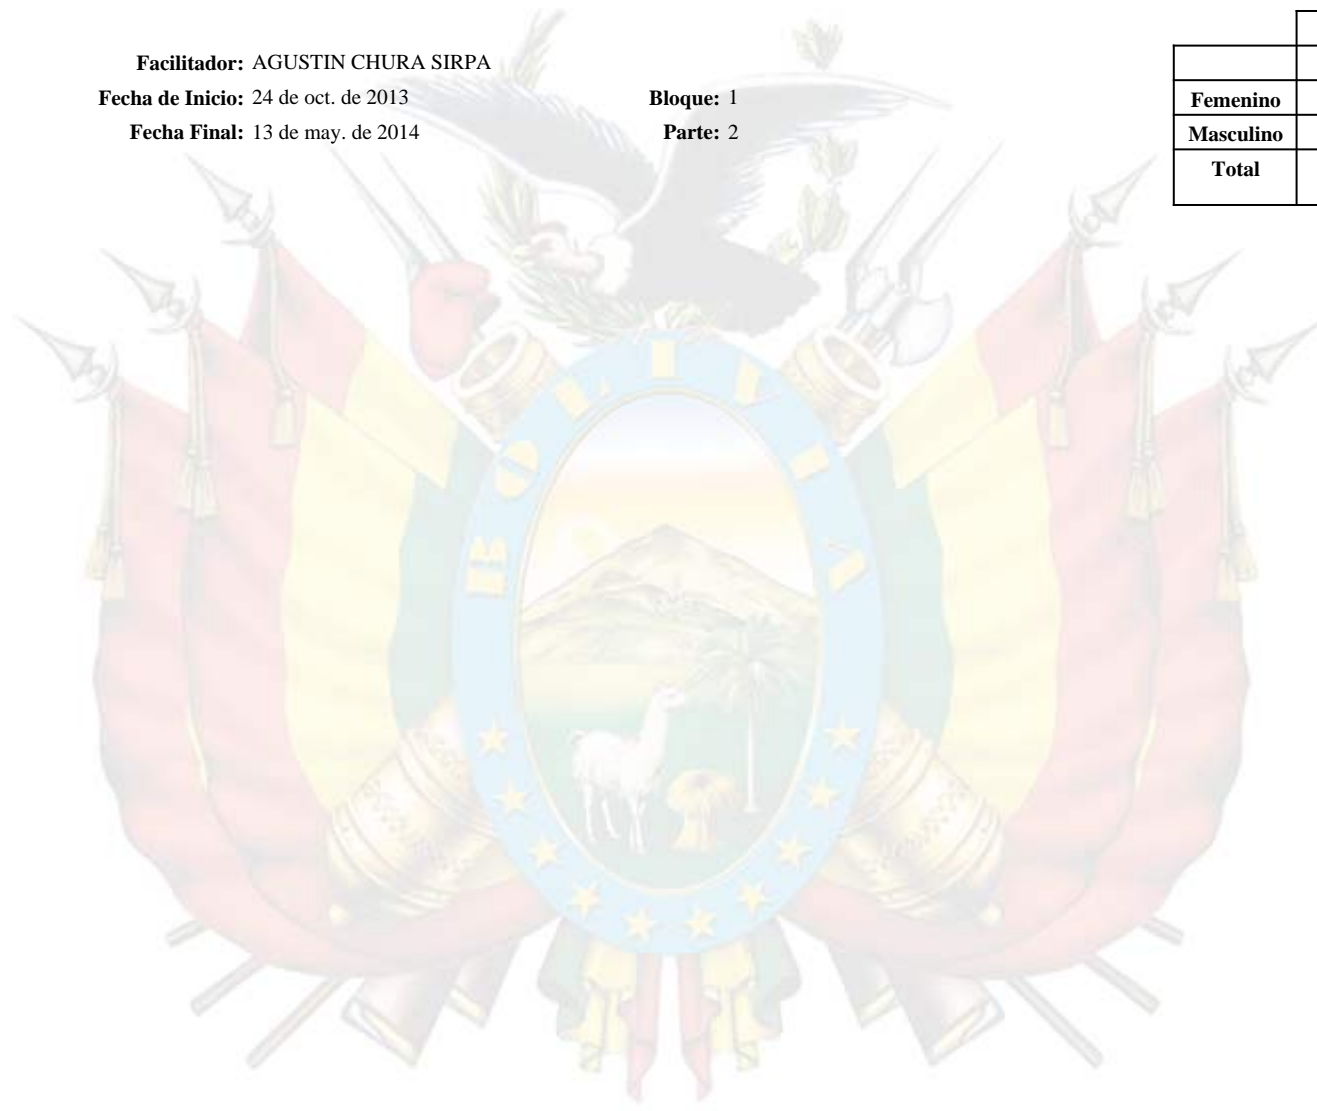 Facilitador: AGUSTIN CHURA SIRPA
Fecha de Inicio: 24 de oct. de 2013 Bloque: 1
Fecha Final: 13 de may. de 2014 Parte: 2
Femenino
Masculino
Total
BOLIVIA